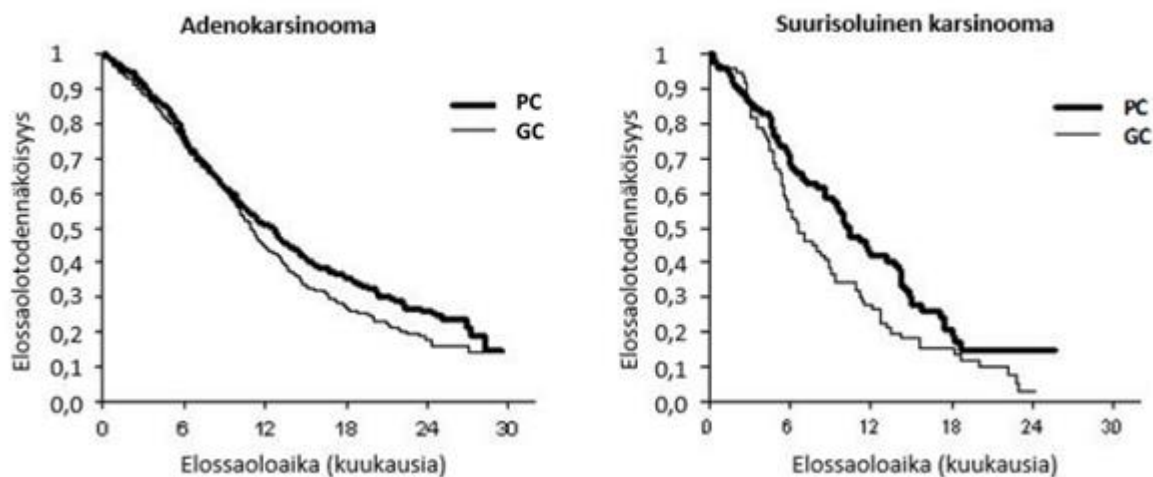 Adenokarsinooma
Elossaolotodennäköisyys
1
0,9
0,8
0,7
0,6
0,5
0,4
0,3
0,2
0,1
0,0
PC
GC
0 6 12 18 24 30
Elossaoloaika (kuukausia)
Suurisoluinen karsinooma
Elossaolotodennäköisyys
1
0,9
0,8
0,7
0,6
0,5
0,4
0,3
0,2
0,1
0,0
PC
GC
0 6 12 18 24 30
Elossaoloaika (kuukausia)